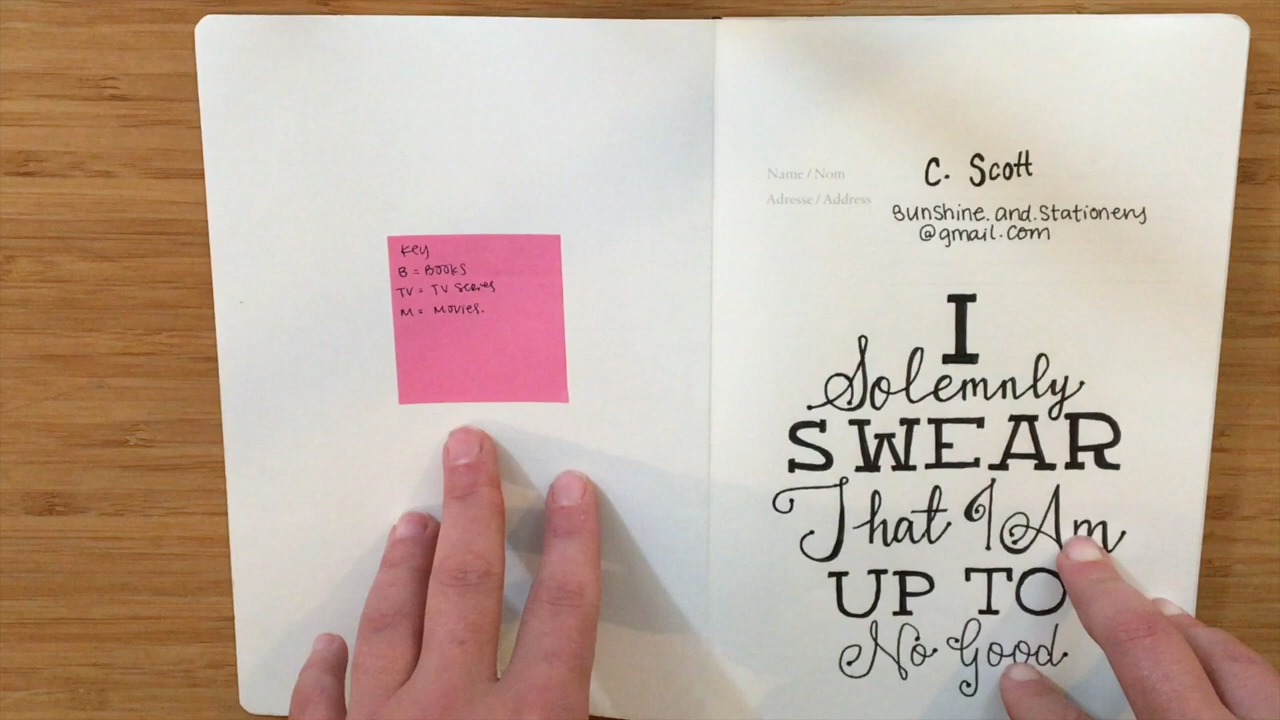 Key
B = BOOKS
TV = TV Series
M = Movies.
Name / Nom
C. Scott
Adresse / Address
Bunshine.and.stationery
@gmail.com
I
Solemnly
SWEAR
That I Am
UP TO
No Good